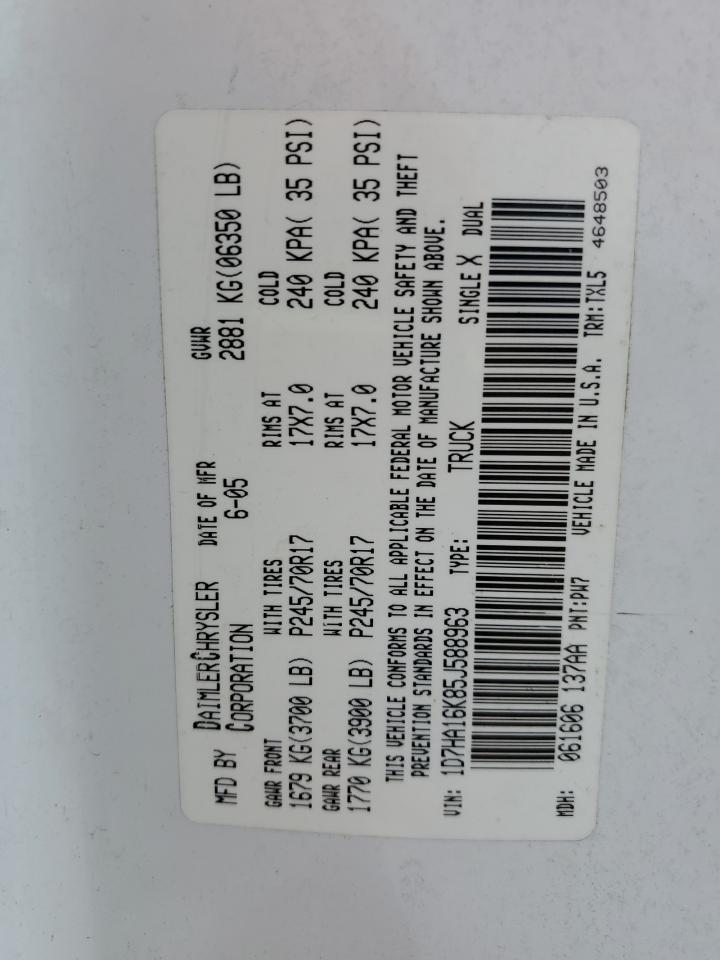 MFD BY DAIMLERCHRYSLER CORPORATION
DATE OF MFR 6-05
GVWR 2881 KG(06350 LB)
GAWR FRONT WITH TIRES RIMS AT COLD
1679 KG(3700 LB) P245/70R17 17X7.0 240 KPA( 35 PSI)
GAWR REAR WITH TIRES RIMS AT COLD
1770 KG(3900 LB) P245/70R17 17X7.0 240 KPA( 35 PSI)
THIS VEHICLE CONFORMS TO ALL APPLICABLE FEDERAL MOTOR VEHICLE SAFETY AND THEFT
PREVENTION STANDARDS IN EFFECT ON THE DATE OF MANUFACTURE SHOWN ABOVE.
VIN: 1D7HA16K85J588963 TYPE: TRUCK SINGLE X DUAL
MDH: 061606 137AA PNT:PW7 VEHICLE MADE IN U.S.A. TRM:TXL5 4648503